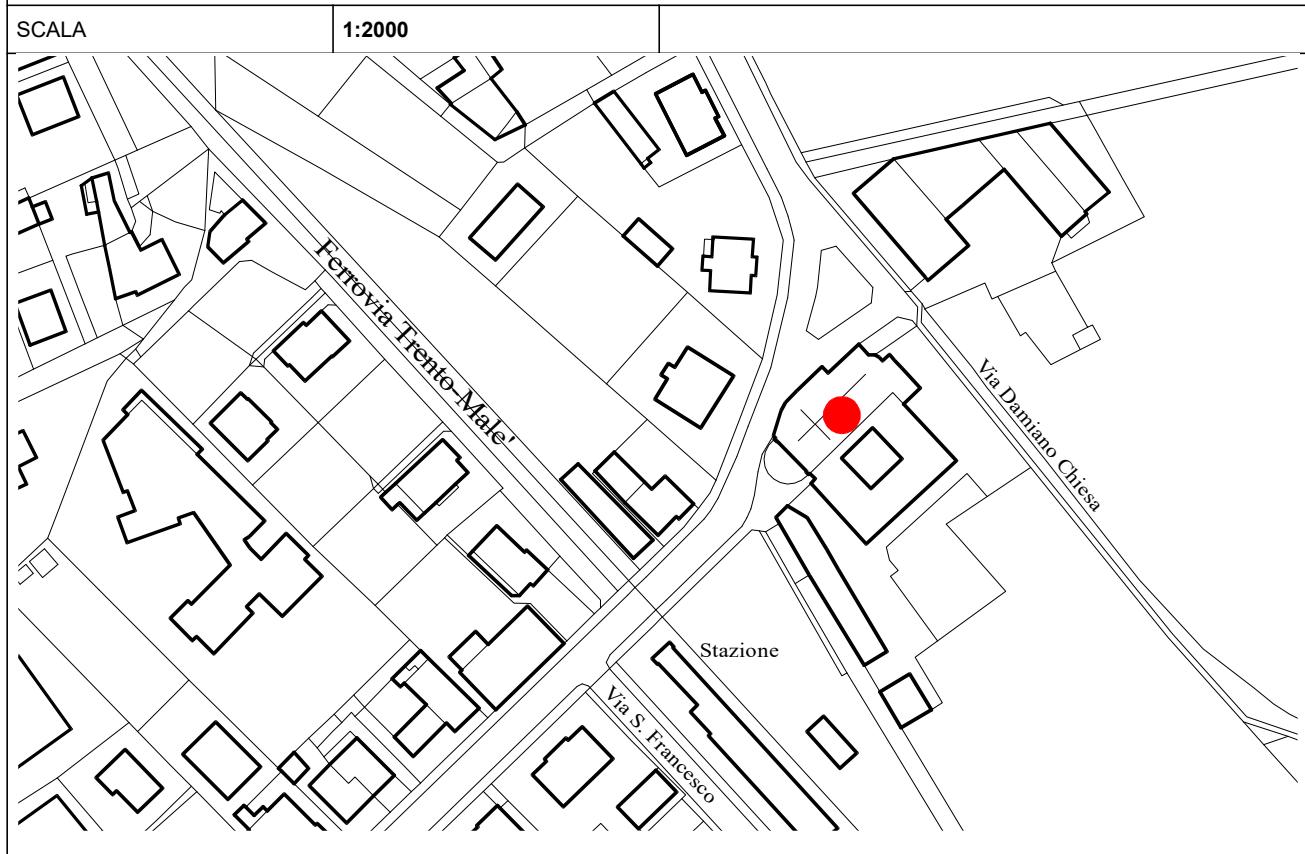 SCALA 1:2000
Ferrovia Trento-Male'
Via Damiano Chiesa
Stazione
Via S. Francesco